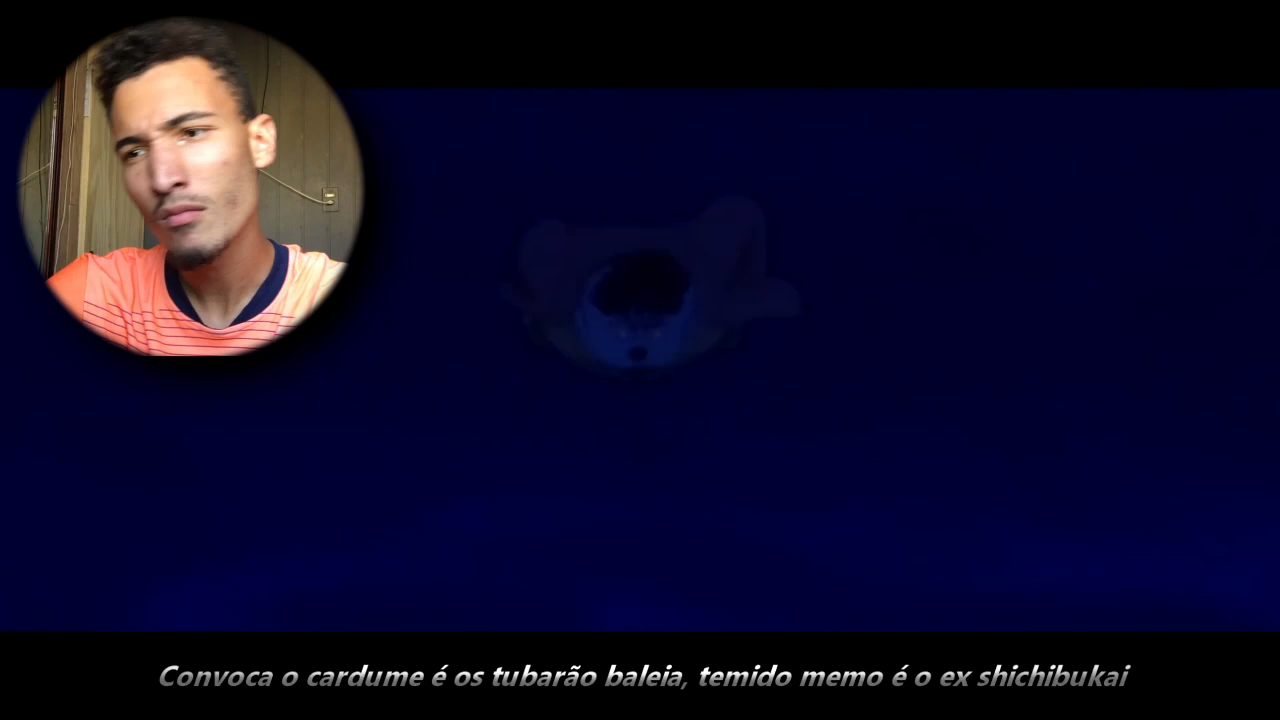 Convoca o cardume é os tubarão baleia, temido memo é o ex shichibukai